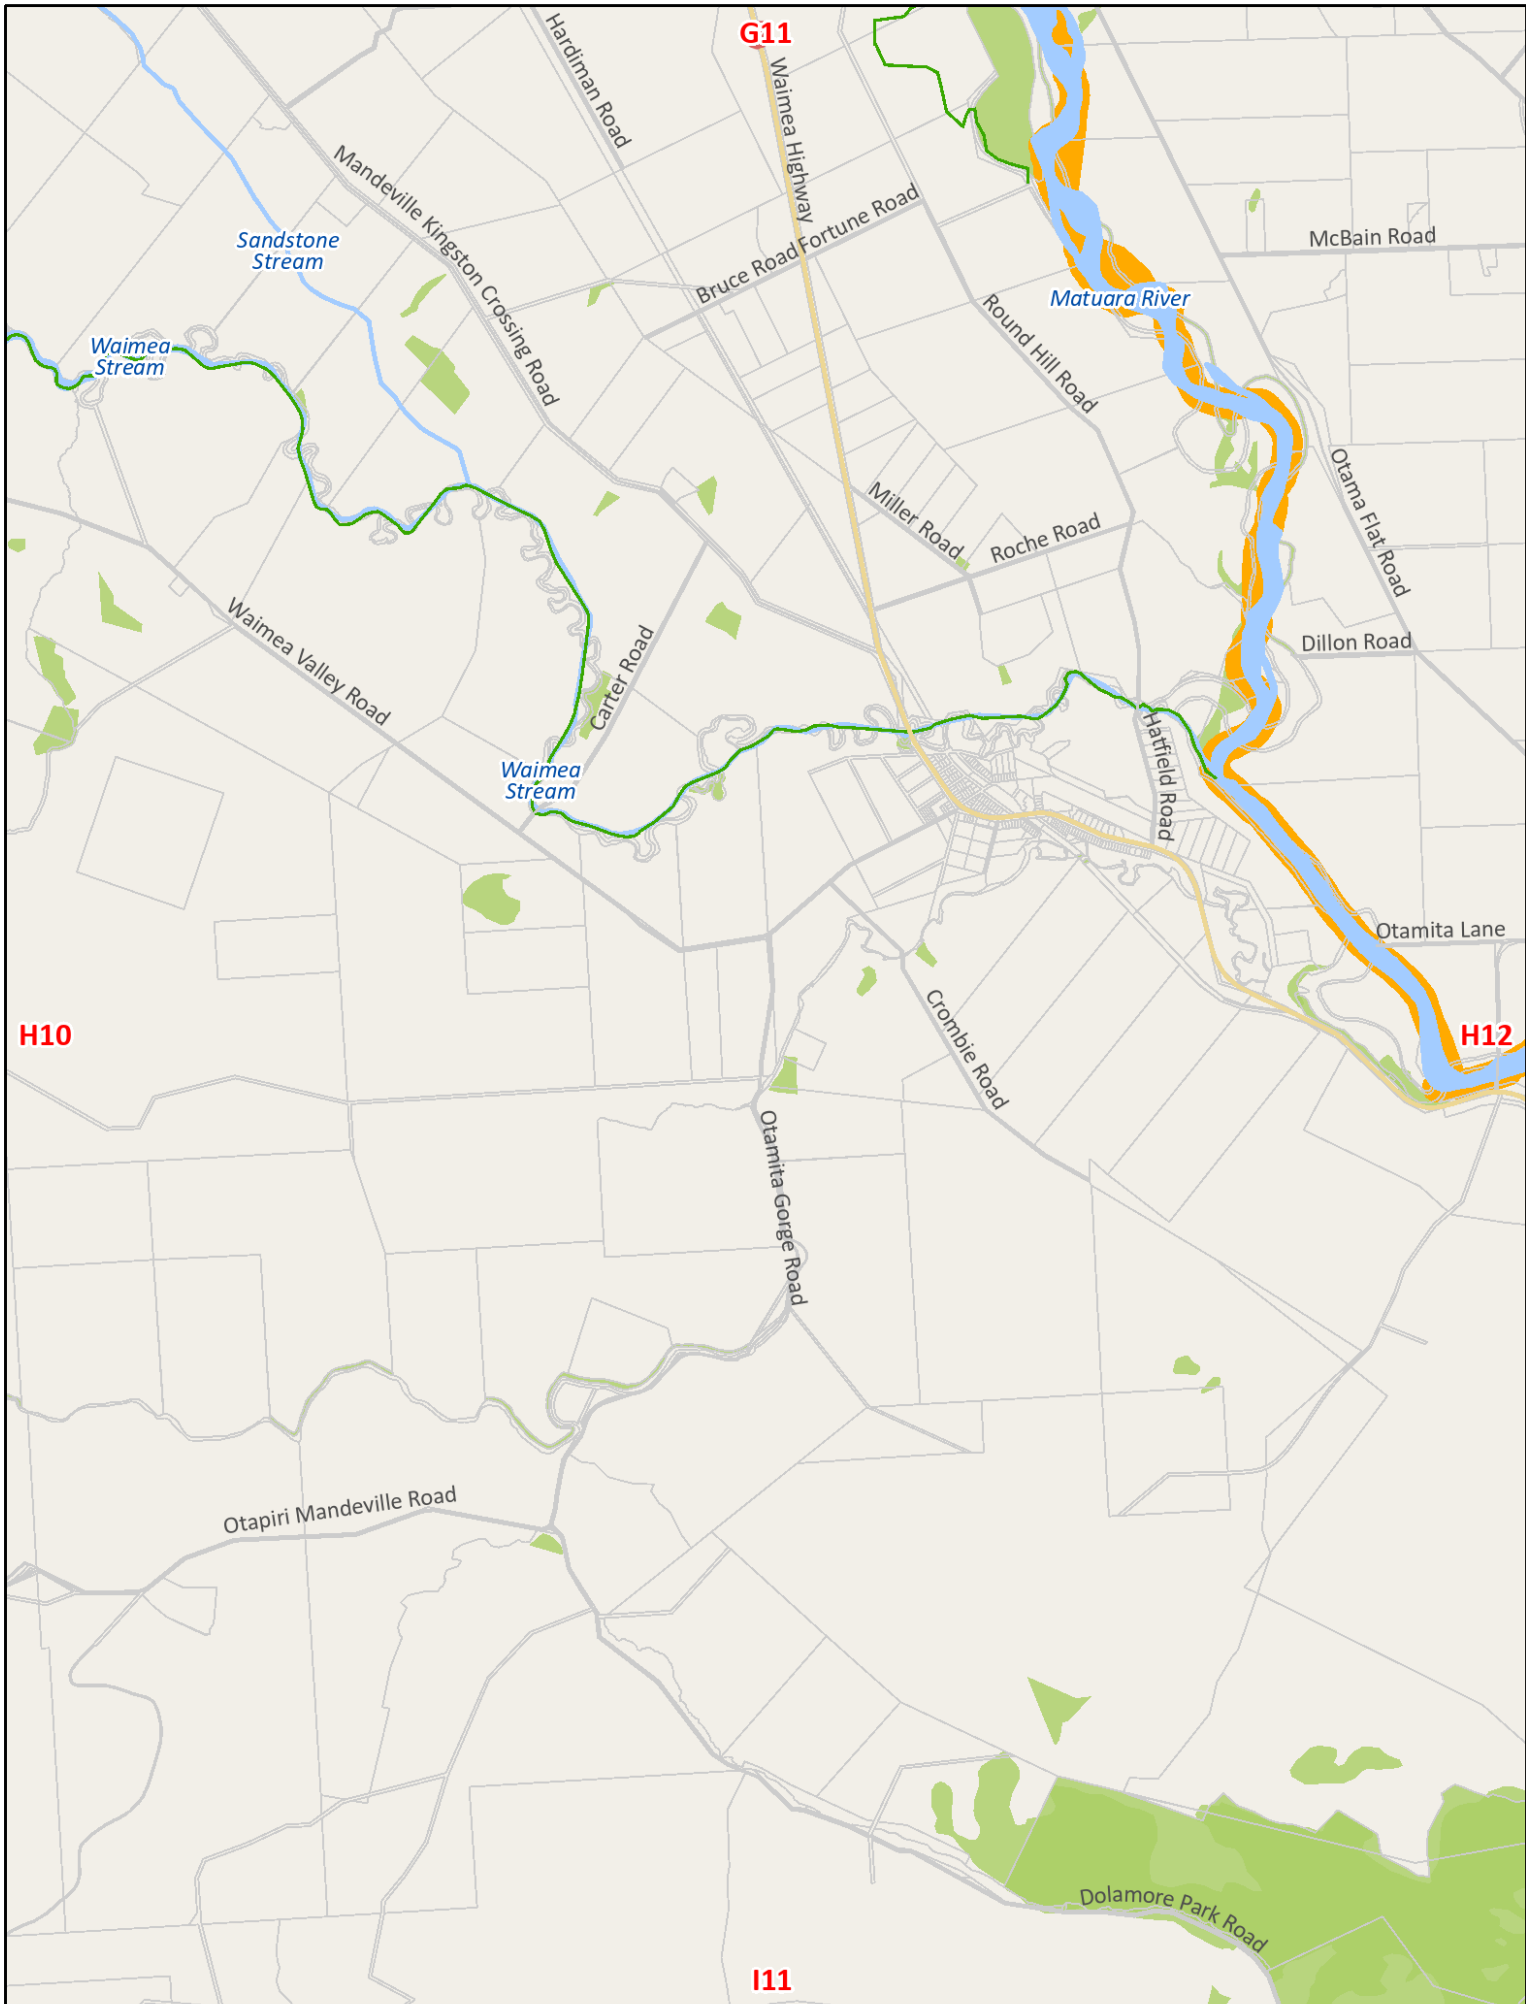 G11
Hardiman Road
Waimea Highway
Mandeville Kingston Crossing Road
Bruce Road
Fortune Road
McBain Road
Sandstone
Stream
Matuara River
Round Hill Road
Waimea
Stream
Otama Flat Road
Miller Road
Roche Road
Waimea Valley Road
Carter Road
Dillon Road
Hatfield Road
Waimea
Stream
Otamita Lane
H10
Crombie Road
H12
Otamita Gorge Road
Otapiri Mandeville Road
Dolamore Park Road
I11